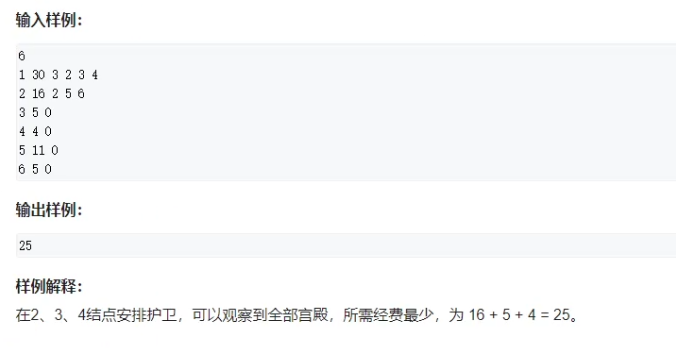 输入样例：
6
1 30 3 2 3 4
2 16 2 5 6
3 5 0
4 4 0
5 11 0
6 5 0
输出样例：
25
样例解释：
在2、3、4结点安排护卫，可以观察到全部宫殿，所需经费最少，为 16 + 5 + 4 = 25。